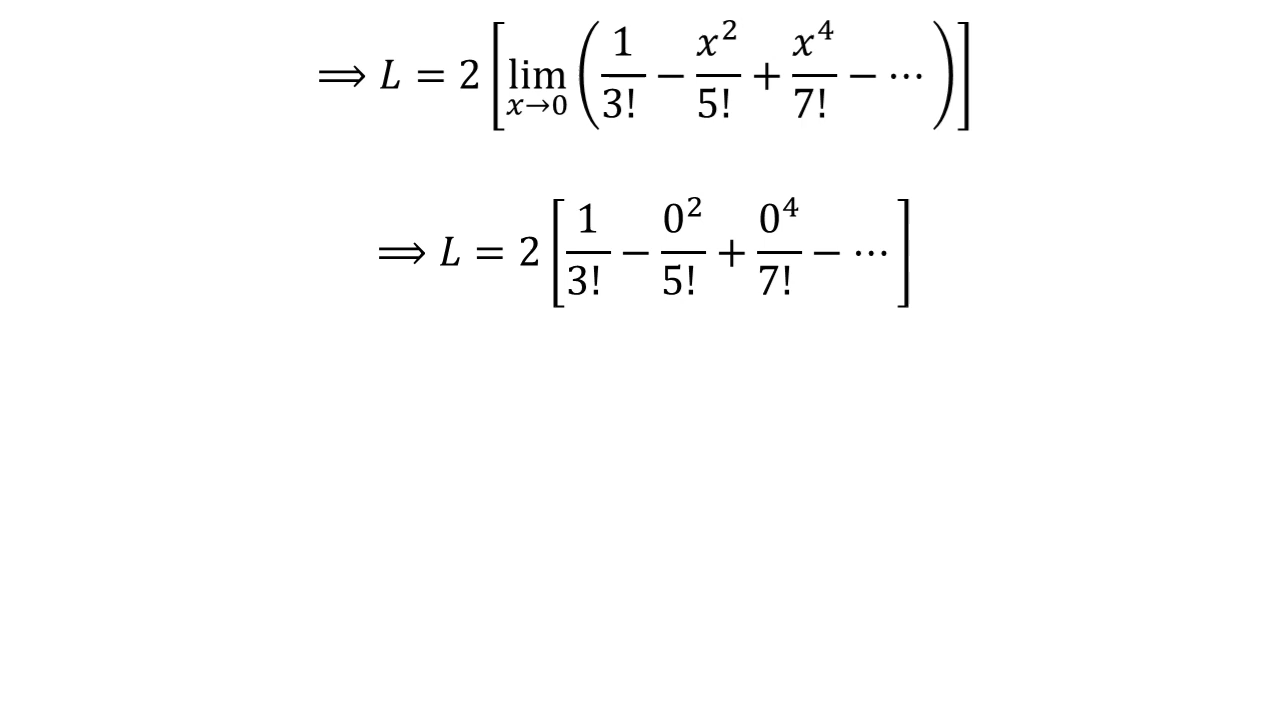 ⟹ L = 2 [ lim_{x→0} ( 1/3! − x²/5! + x⁴/7! − ⋯ ) ]
⟹ L = 2 [ 1/3! − 0²/5! + 0⁴/7! − ⋯ ]